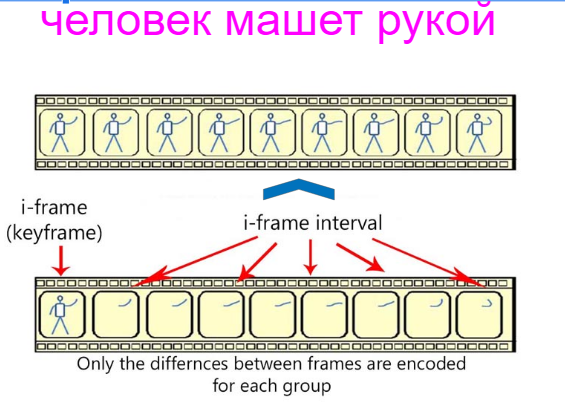 человек машет рукой
i-frame
(keyframe)
i-frame interval
Only the differnces between frames are encoded
for each group